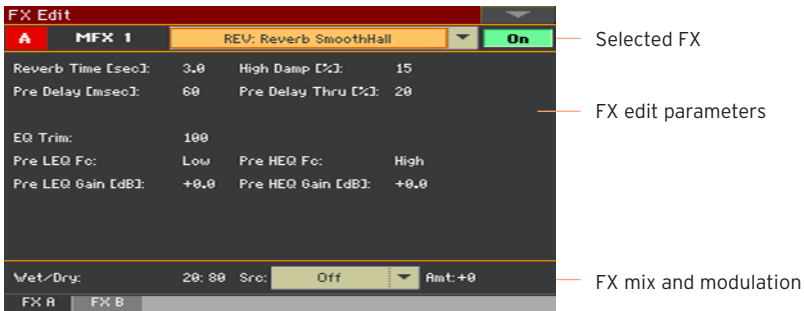 FX Edit
A MFX 1 REV: Reverb SmoothHall On Selected FX
Reverb Time [sec]: 3.0 High Damp [%]: 15
Pre Delay [msec]: 60 Pre Delay Thru [%]: 20
FX edit parameters
EQ Trim: 100
Pre LEQ Fc: Low Pre HEQ Fc: High
Pre LEQ Gain [dB]: +0.0 Pre HEQ Gain [dB]: +0.0
Wet/Dry: 20:80 Src: Off Amt:+0 FX mix and modulation
FX A FX B